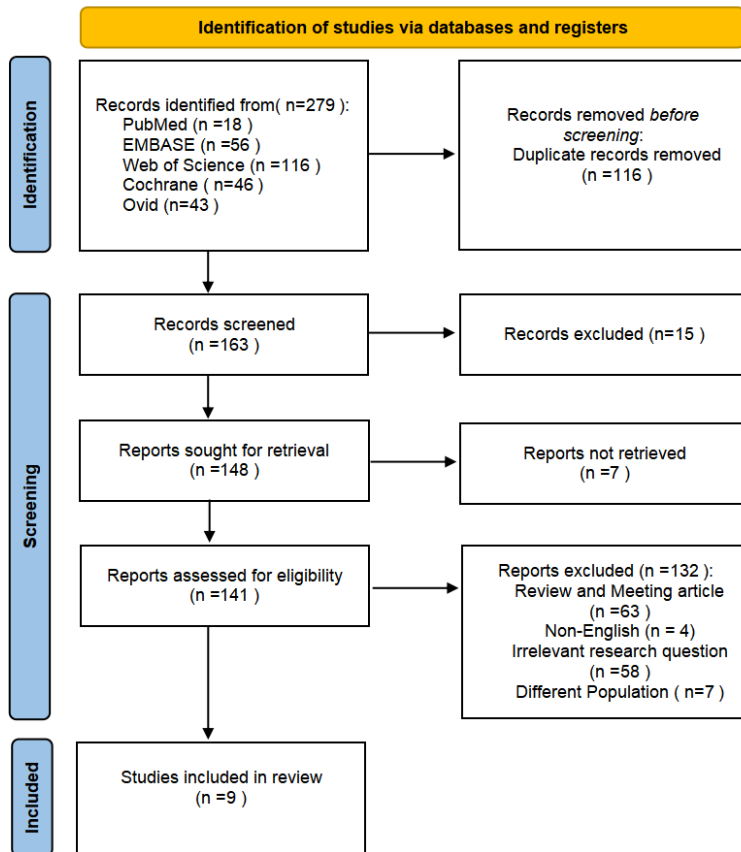 Identification of studies via databases and registers
Identification
Records identified from( n=279 ):
PubMed (n =18 )
EMBASE (n =56 )
Web of Science (n =116 )
Cochrane ( n=46 )
Ovid (n=43 )
Records removed before
screening:
Duplicate records removed
(n =116 )
Screening
Records screened
(n =163 )
Records excluded (n=15 )
Reports sought for retrieval
(n =148 )
Reports not retrieved
(n =7 )
Reports assessed for eligibility
(n =141 )
Reports excluded (n =132 ):
Review and Meeting article
(n =63 )
Non-English (n = 4)
Irrelevant research question
(n =58 )
Different Population ( n=7 )
Included
Studies included in review
(n =9 )